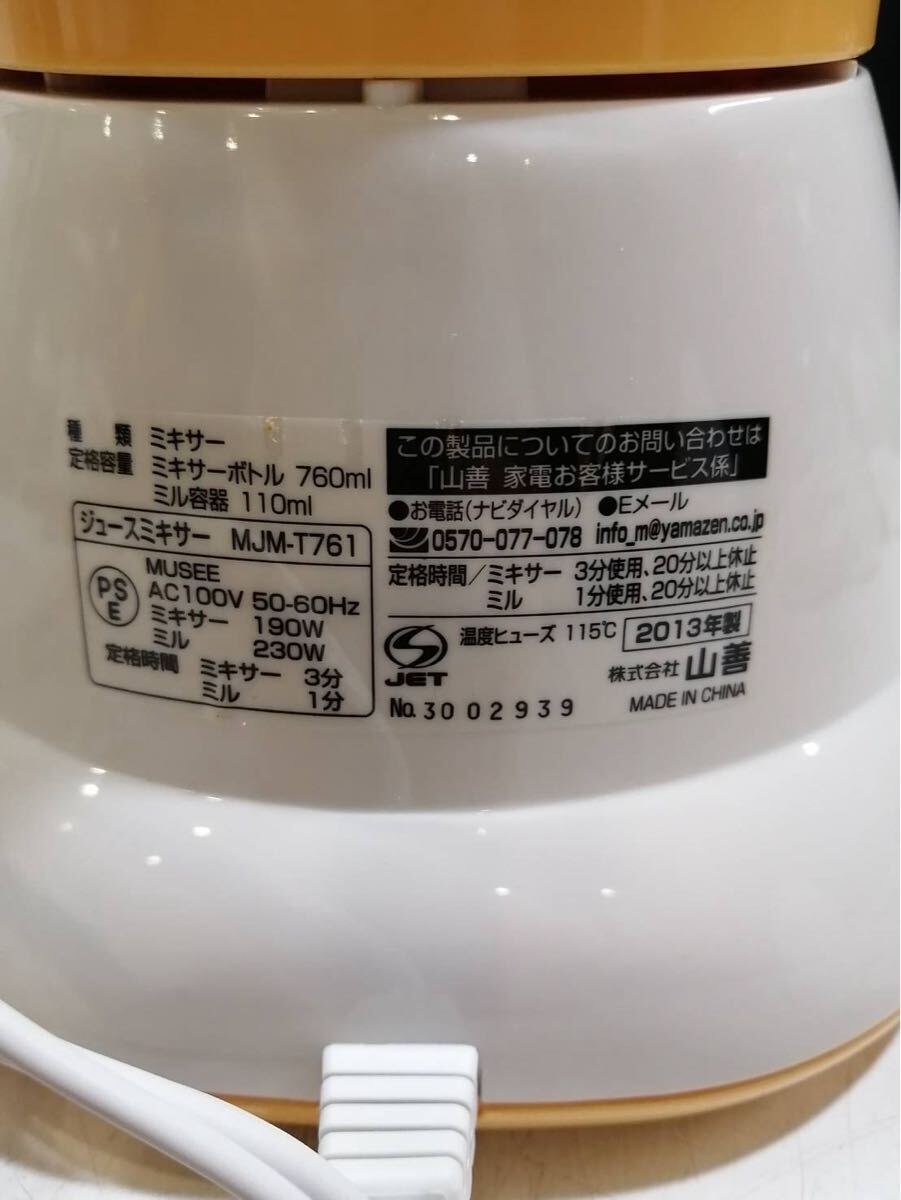 種類 ミキサー
定格容量 ミキサーボトル 760ml
ミル容器 110ml
ジュースミキサー MJM-T761
PS
E
MUSEE
AC100V 50-60Hz
ミキサー 190W
ミル 230W
定格時間 ミキサー 3分
ミル 1分
この製品についてのお問い合わせは
「山善 家電お客様サービス係」
●お電話(ナビダイヤル) ●Eメール
0570-077-078 info_m@yamazen.co.jp
定格時間/ミキサー 3分使用、20分以上休止
ミル 1分使用、20分以上休止
JET
温度ヒューズ 115℃ 2013年製
株式会社 山善
No.3002939 MADE IN CHINA